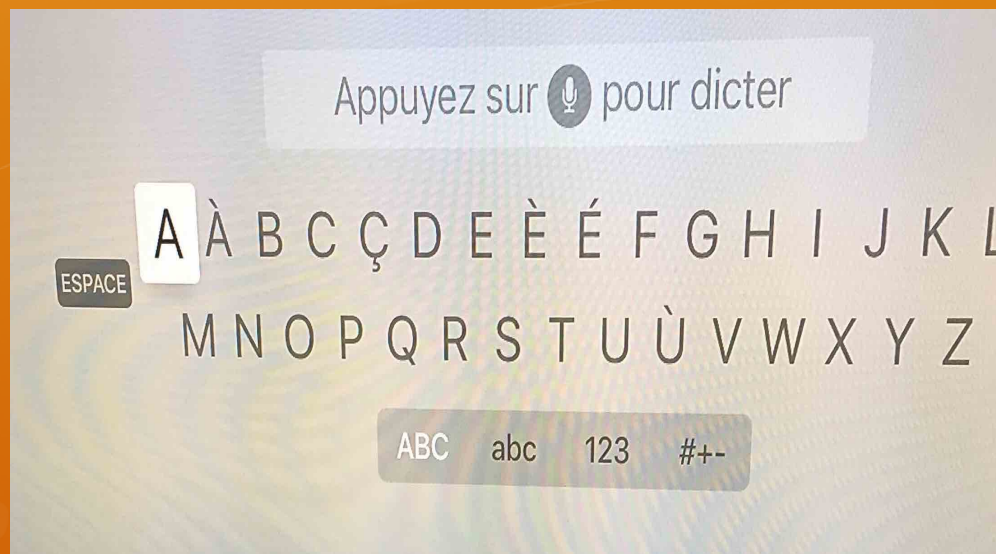 Appuyez sur pour dicter
A À B C Ç D E È É F G H I J K L
ESPACE
M N O P Q R S T U Ù V W X Y Z
ABC abc 123 #+-